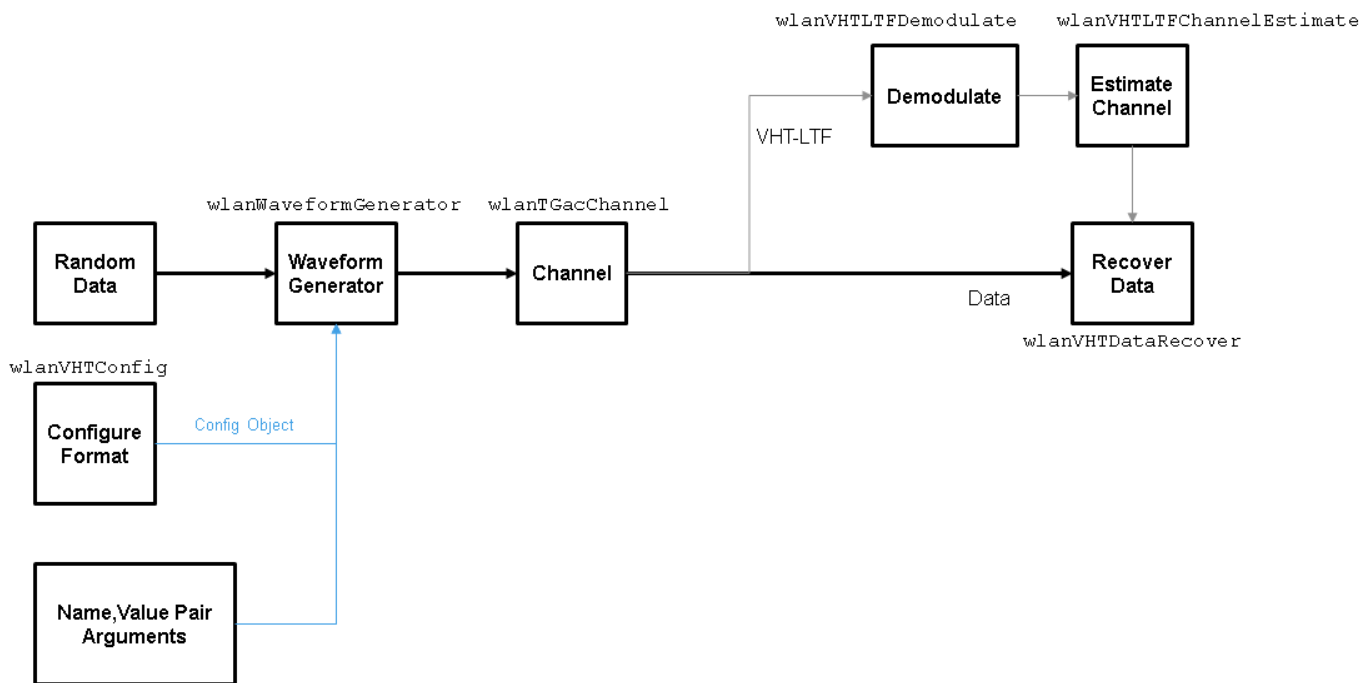 wlanVHTLTFDemodulate
wlanVHTLTFChannelEstimate
Demodulate
Estimate
Channel
VHT-LTF
wlanWaveformGenerator
wlanTGacChannel
Random
Data
Waveform
Generator
Channel
Recover
Data
Data
wlanVHTDataRecover
wlanVHTConfig
Configure
Format
Config Object
Name,Value Pair
Arguments